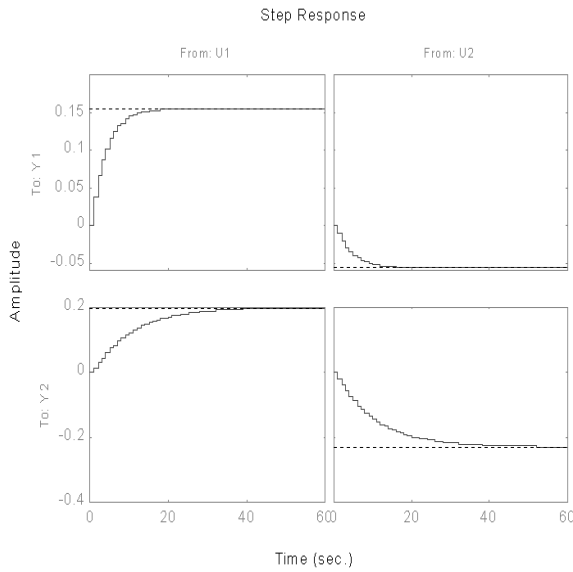 Step Response
From: U1
From: U2
0.15
0.1
0.05
0
-0.05
To: Y1
Amplitude
0.2
0
-0.2
-0.4
To: Y2
0
20
40
60
0
20
40
60
Time (sec.)